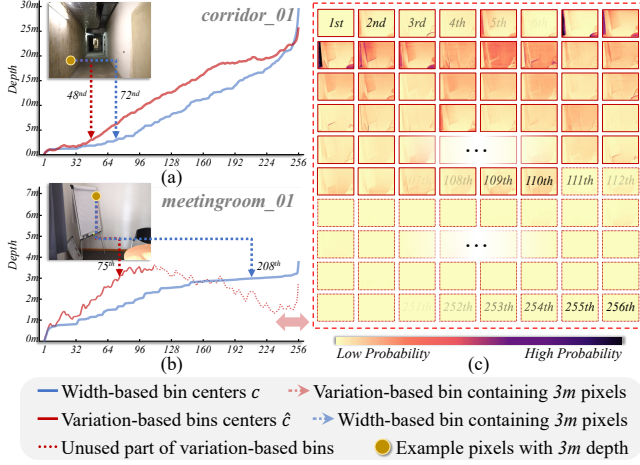 (a)
corridor_01
Depth
30m
25m
20m
15m
10m
5m
0m
48nd
72nd
1 32 64 96 128 160 192 224 256
(a)
meetingroom_01
Depth
7m
6m
5m
4m
3m
2m
1m
0m
75th
208th
1 32 64 96 128 160 192 224 256
(b)
1st 2nd 3rd 4th 5th 6th
...
108th 109th 110th 111th 112th
...
252th 253th 254th 255th 256th
Low Probability High Probability
(c)
Width-based bin centers c
Variation-based bin containing 3m pixels
Variation-based bins centers ĉ
Width-based bin containing 3m pixels
Unused part of variation-based bins
Example pixels with 3m depth